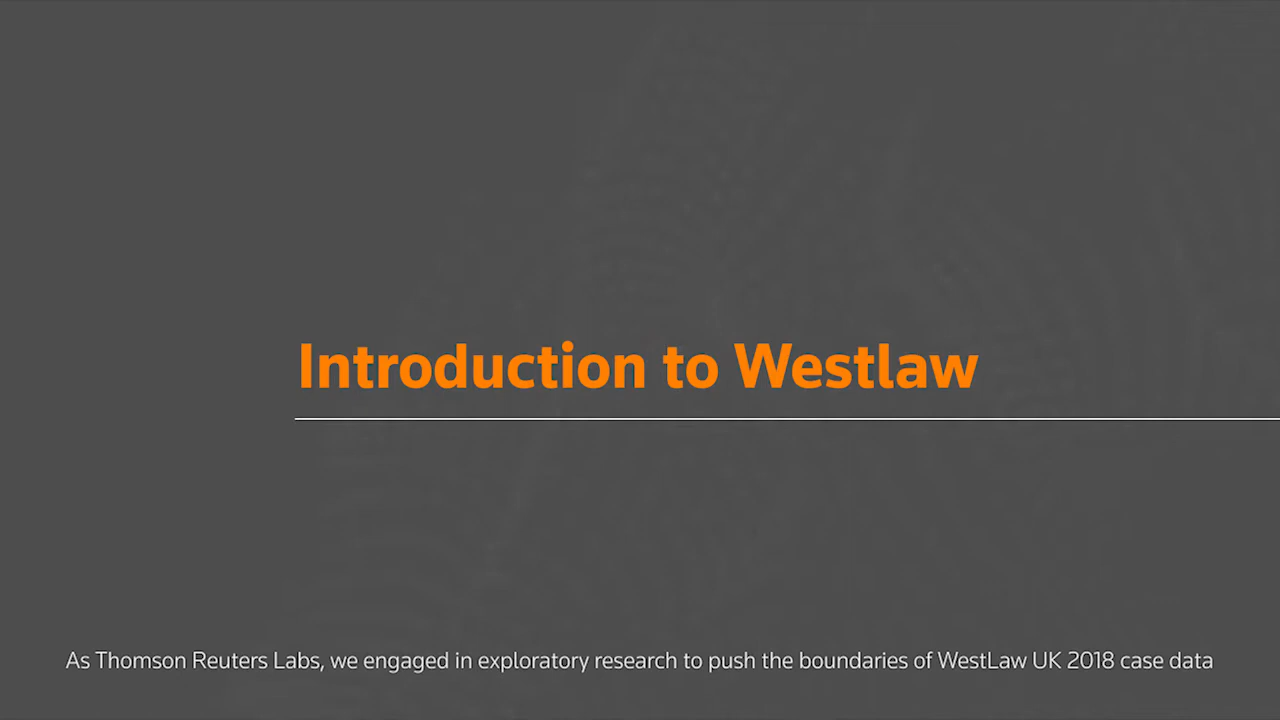 Introduction to Westlaw
As Thomson Reuters Labs, we engaged in exploratory research to push the boundaries of WestLaw UK 2018 case data